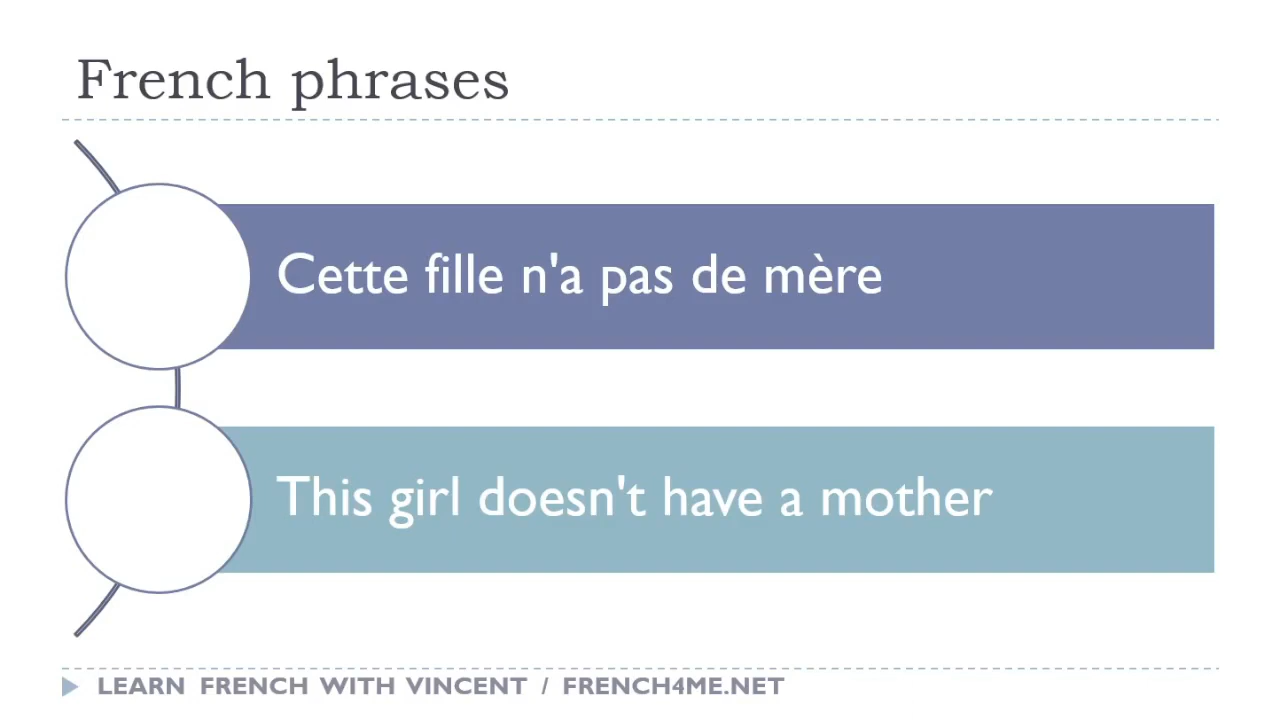 French phrases
Cette fille n'a pas de mère
This girl doesn't have a mother
LEARN FRENCH WITH VINCENT / FRENCH4ME.NET